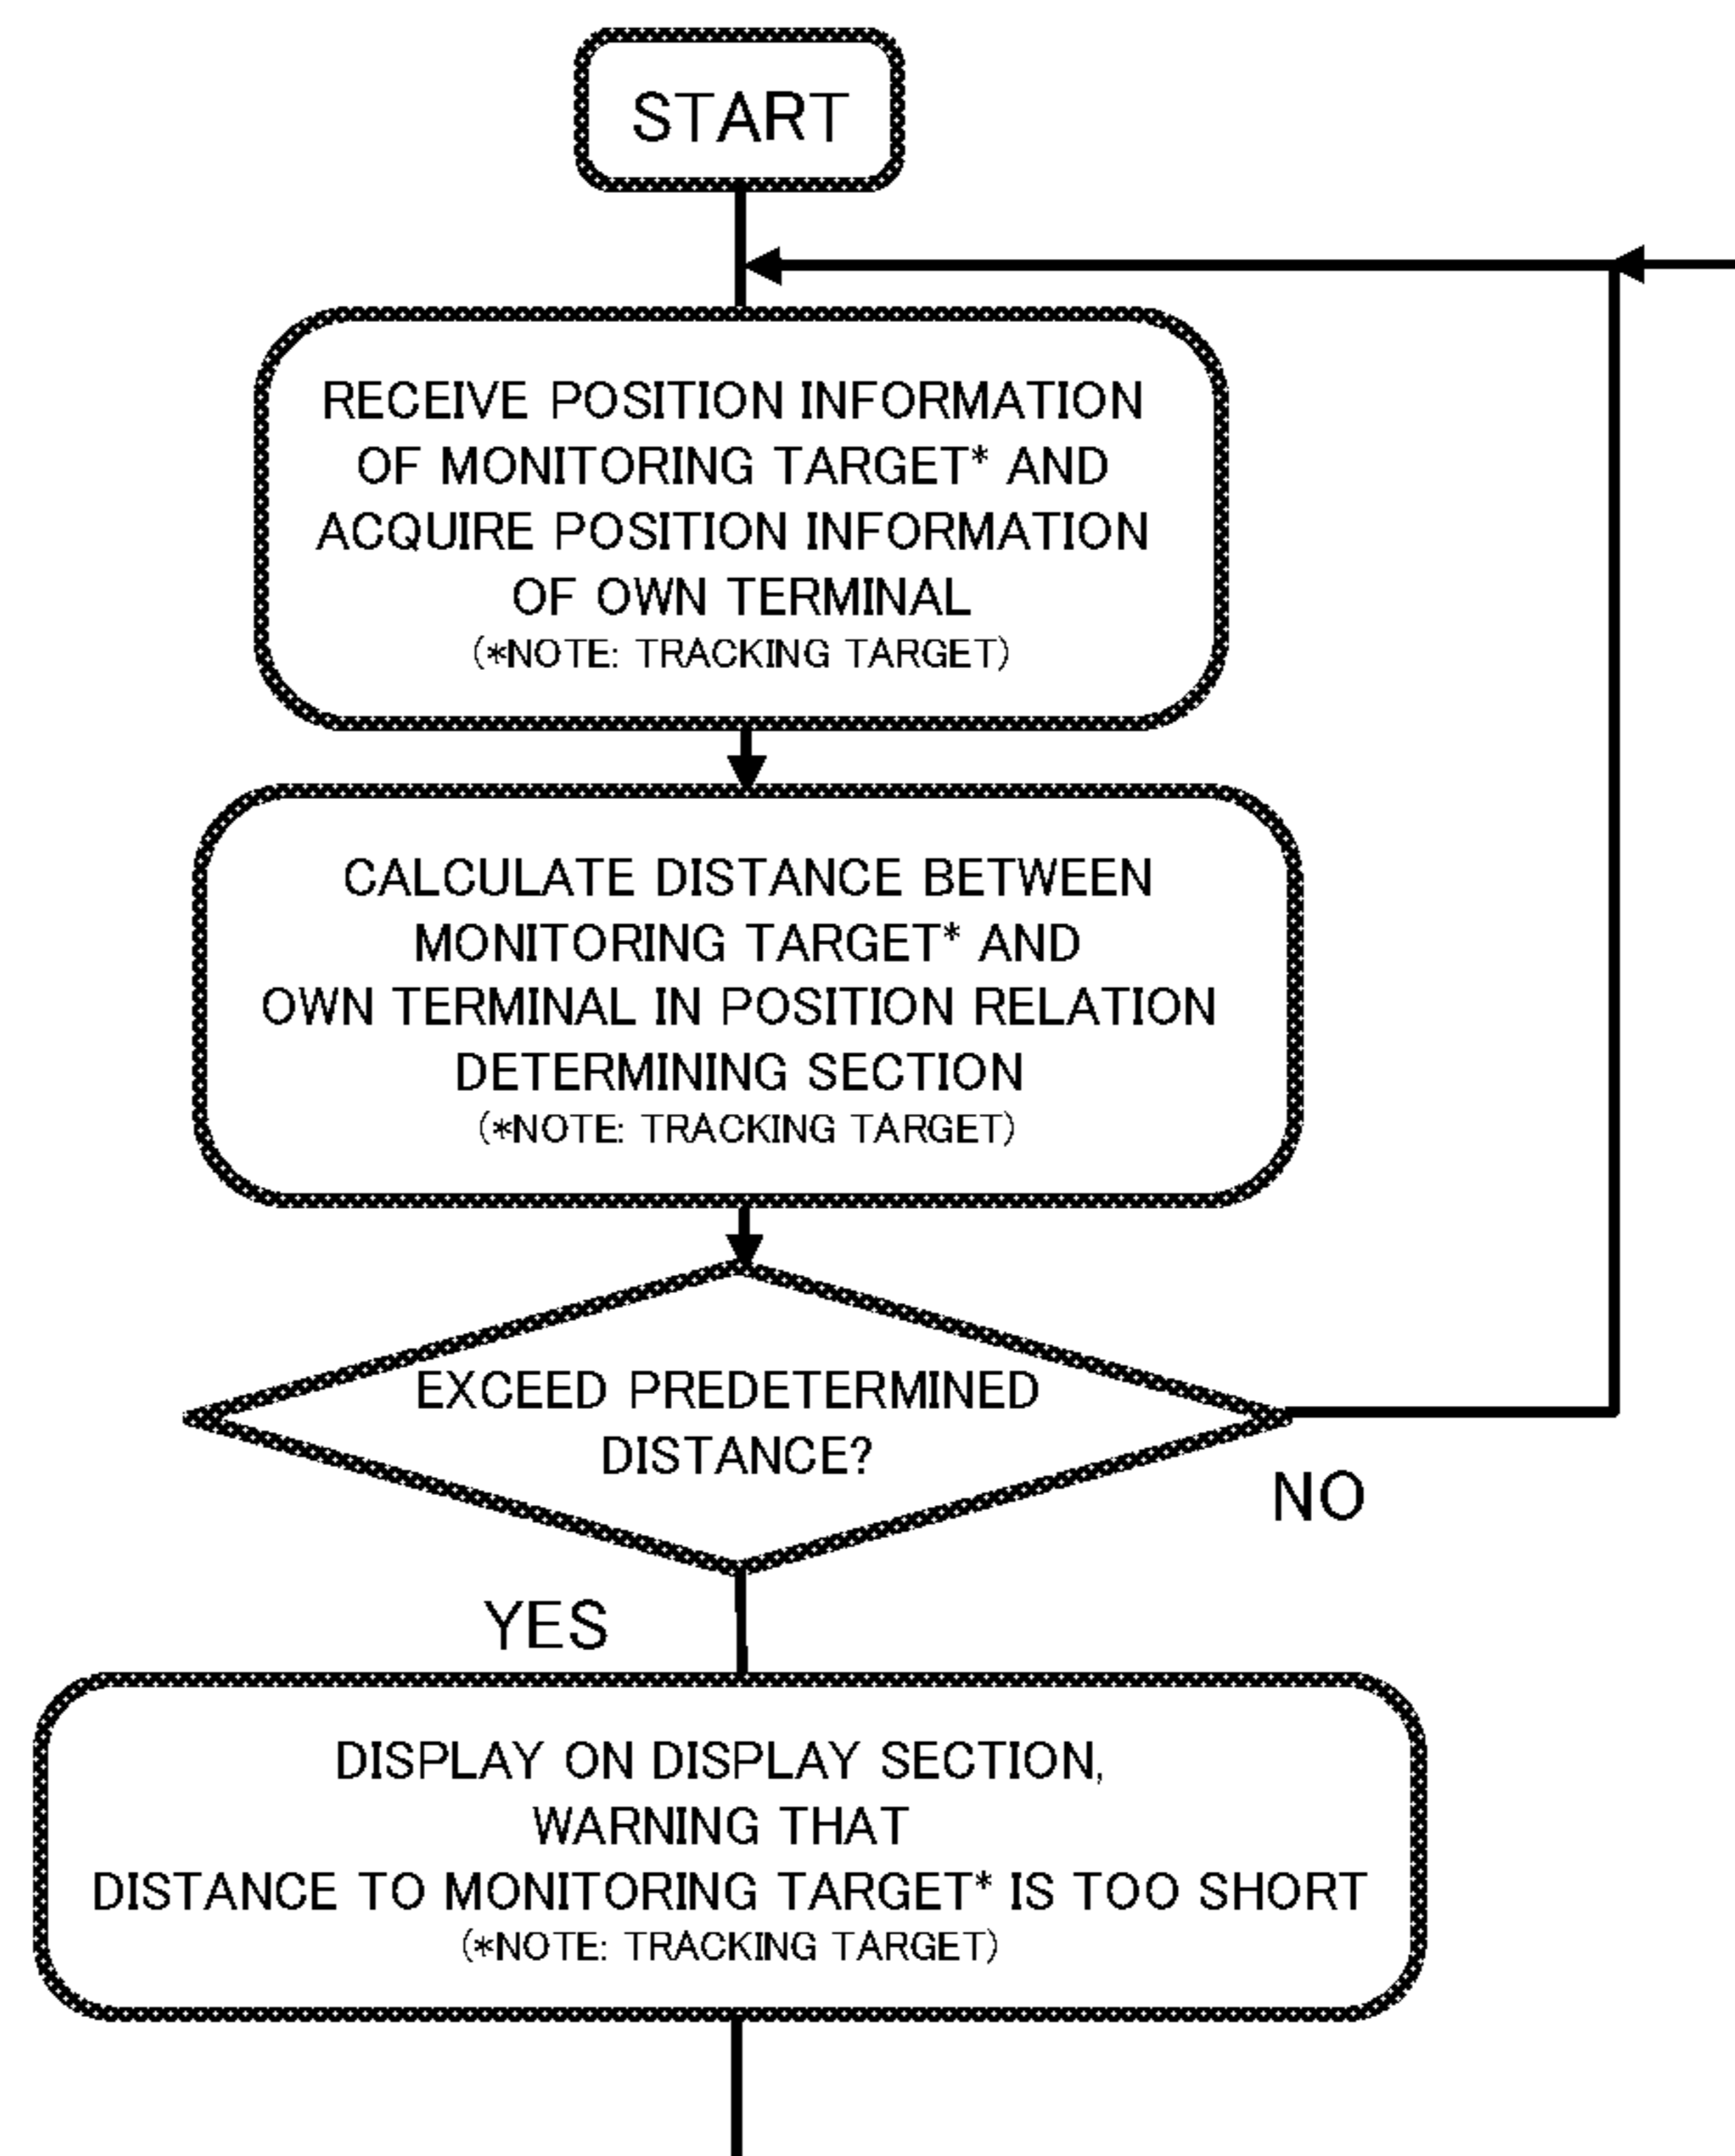 START
RECEIVE POSITION INFORMATION
OF MONITORING TARGET* AND
ACQUIRE POSITION INFORMATION
OF OWN TERMINAL
(*NOTE: TRACKING TARGET)
CALCULATE DISTANCE BETWEEN
MONITORING TARGET* AND
OWN TERMINAL IN POSITION RELATION
DETERMINING SECTION
(*NOTE: TRACKING TARGET)
EXCEED PREDETERMINED
DISTANCE?
NO
YES
DISPLAY ON DISPLAY SECTION,
WARNING THAT
DISTANCE TO MONITORING TARGET* IS TOO SHORT
(*NOTE: TRACKING TARGET)